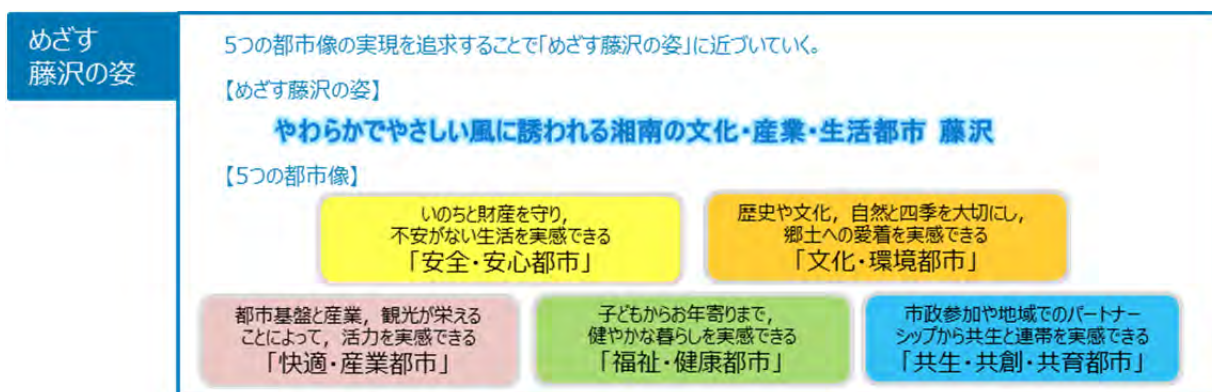 めざす
藤沢の姿
5つの都市像の実現を追求することで「めざす藤沢の姿」に近づいていく。
【めざす藤沢の姿】
やわらかでやさしい風に誘われる湘南の文化・産業・生活都市 藤沢
【5つの都市像】
いのちと財産を守り，
不安がない生活を実感できる
「安全・安心都市」
歴史や文化，自然と四季を大切にし，
郷土への愛着を実感できる
「文化・環境都市」
都市基盤と産業，観光が栄える
ことによって，活力を実感できる
「快適・産業都市」
子どもからお年寄りまで，
健やかな暮らしを実感できる
「福祉・健康都市」
市政参加や地域でのパートナー
シップから共生と連帯を実感できる
「共生・共創・共育都市」